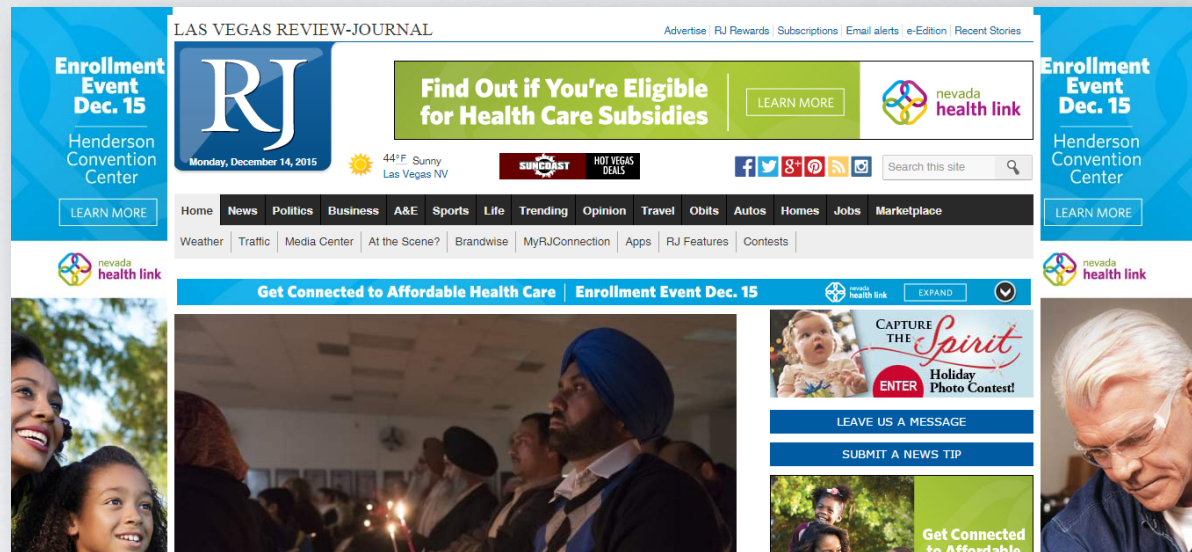 LAS VEGAS REVIEW-JOURNAL
Advertise RJ Rewards Subscriptions Email alerts e-Edition Recent Stories
Enrollment
Event
Dec. 15
Henderson
Convention
Center
LEARN MORE
nevada
health link
RJ
Monday, December 14, 2015
Find Out if You're Eligible
for Health Care Subsidies
LEARN MORE
nevada
health link
Enrollment
Event
Dec. 15
Henderson
Convention
Center
LEARN MORE
nevada
health link
44°F Sunny
Las Vegas NV
SUNCOAST
HOT VEGAS
DEALS
f 8+
Search this site
Home News Politics Business A&E Sports Life Trending Opinion Travel Obits Autos Homes Jobs Marketplace
Weather Traffic Media Center At the Scene? Brandwise MyRJConnection Apps RJ Features Contests
Get Connected to Affordable Health Care | Enrollment Event Dec. 15
nevada
health link
EXPAND
CAPTURE
THE Spirit
Holiday
Photo Contest!
ENTER
LEAVE US A MESSAGE
SUBMIT A NEWS TIP
Get Connected
to Affordable